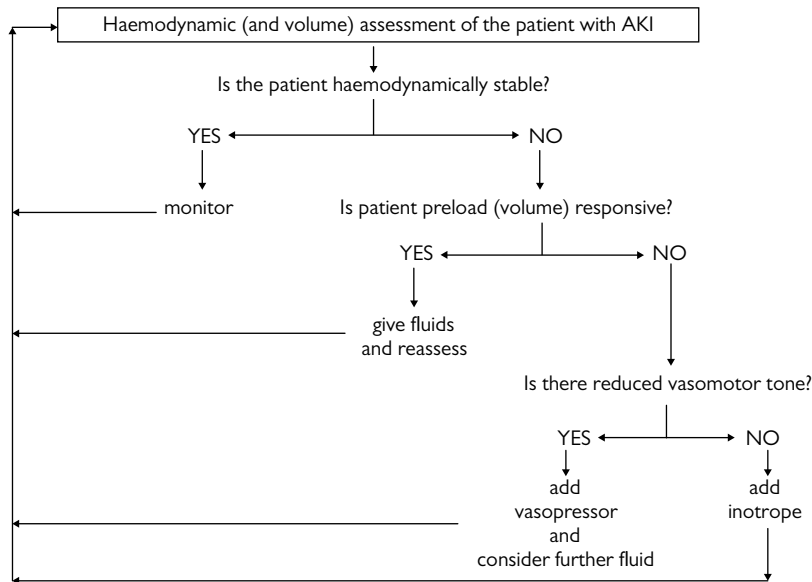 Haemodynamic (and volume) assessment of the patient with AKI
Is the patient haemodynamically stable?
YES
NO
monitor
Is patient preload (volume) responsive?
YES
NO
give fluids
and reassess
Is there reduced vasomotor tone?
YES
NO
add
vasopressor
and
consider further fluid
add
inotrope